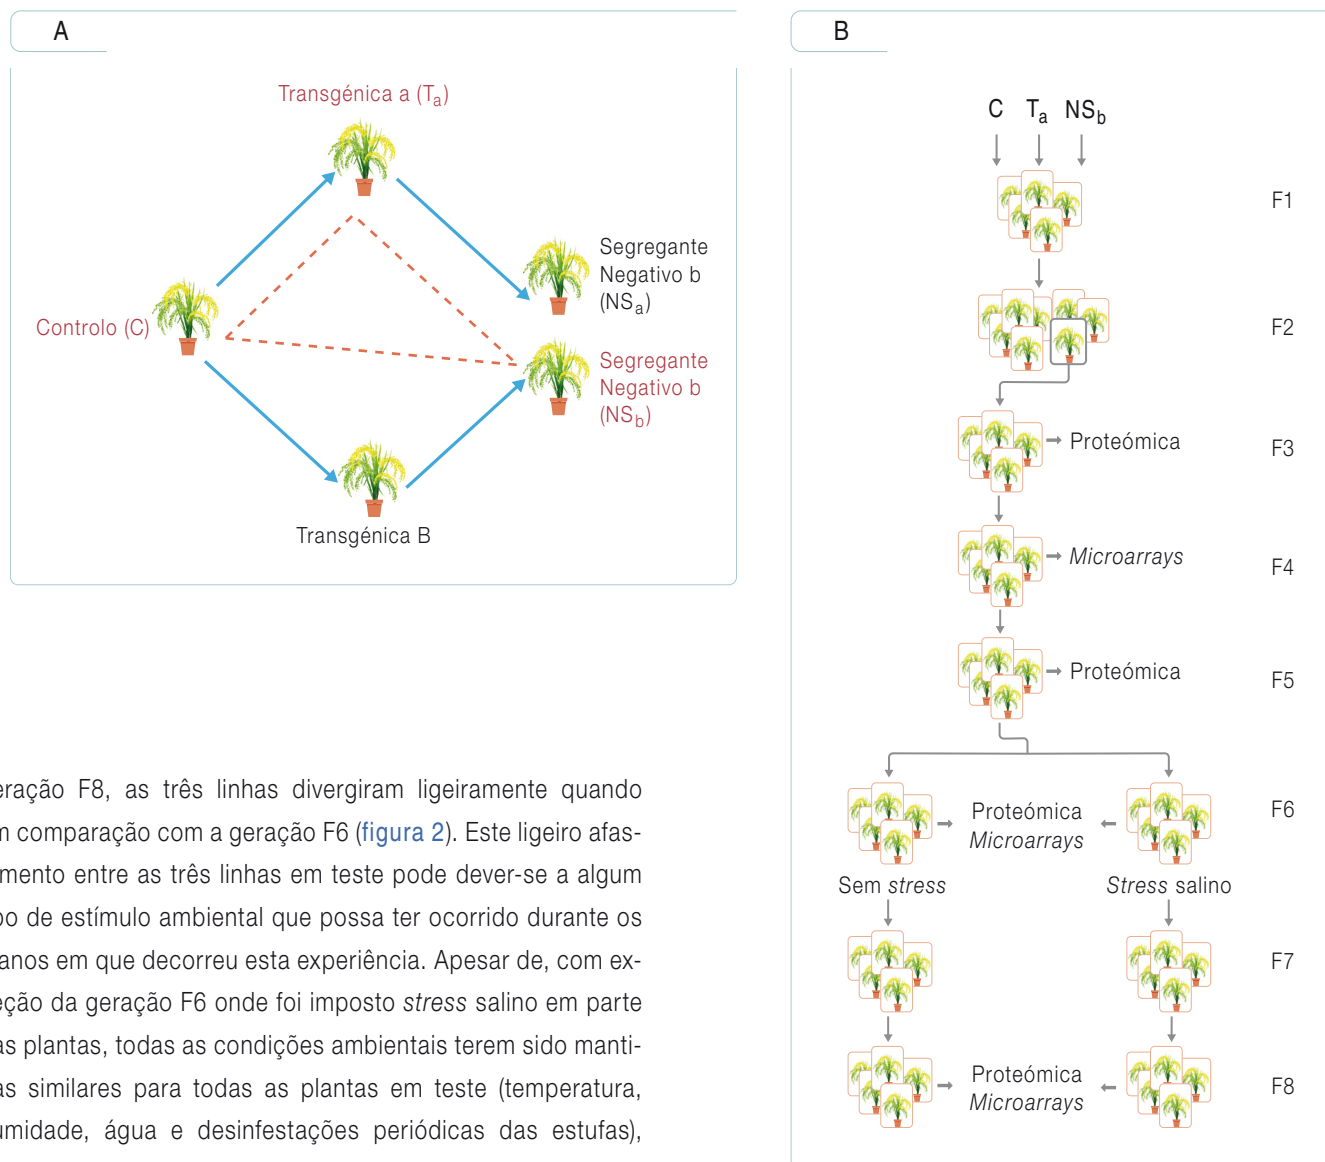 A
Transgénica a (Ta)
Segregante
Negativo b
(NSa)
Controlo (C)
Segregante
Negativo b
(NSb)
Transgénica B
eração F8, as três linhas divergiram ligeiramente quando
m comparação com a geração F6 (figura 2). Este ligeiro afas-
mento entre as três linhas em teste pode dever-se a algum
po de estímulo ambiental que possa ter ocorrido durante os
anos em que decorreu esta experiência. Apesar de, com ex-
eção da geração F6 onde foi imposto stress salino em parte
as plantas, todas as condições ambientais terem sido manti-
as similares para todas as plantas em teste (temperatura,
umidade, água e desinfestações periódicas das estufas),
B
C Ta NSb
F1
F2
Proteómica F3
Microarrays F4
Proteómica F5
Proteómica F6
Microarrays
Sem stress Stress salino
F7
Proteómica F8
Microarrays